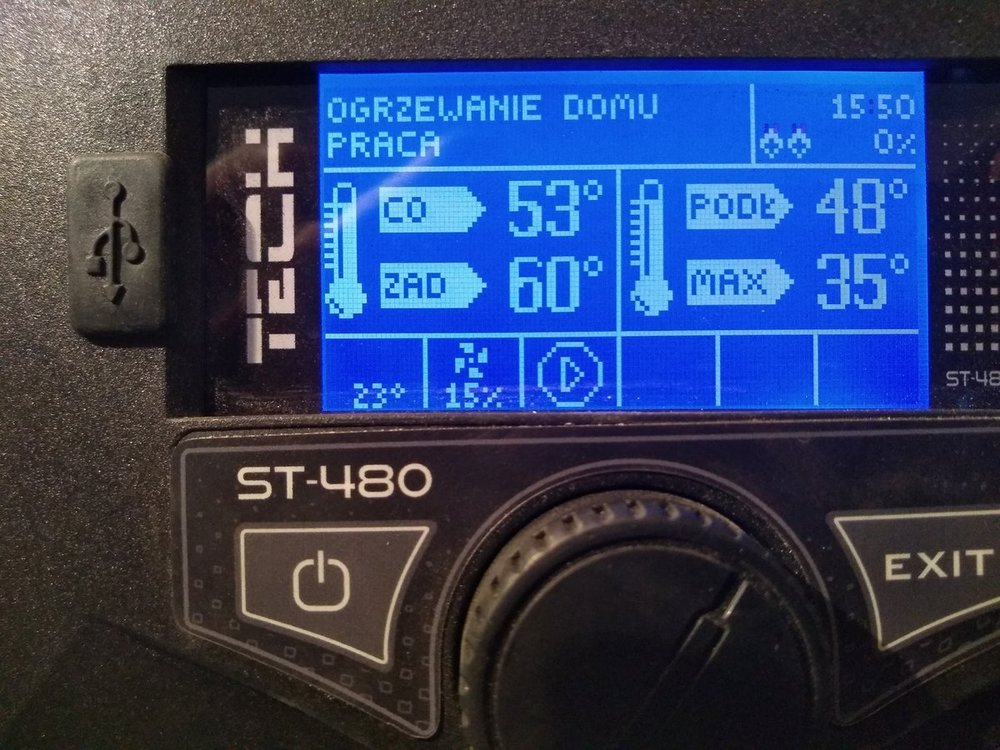 TECH
OGRZEWANIE DOMU
PRACA
15:50
0%
CO 53°
ZAD 60°
PODŁ 48°
MAX 35°
23°
15%
ST-480
EXIT